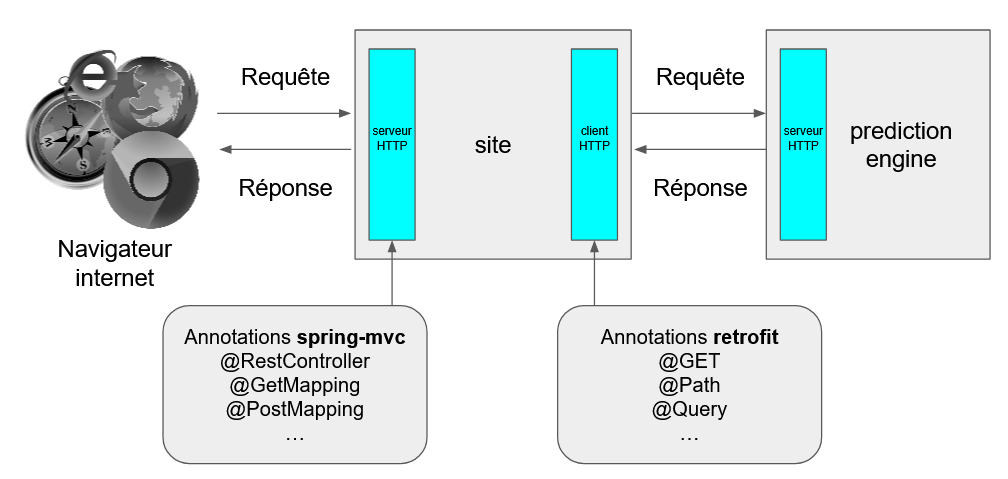 Requête
Réponse
Navigateur
internet
serveur
HTTP
site
client
HTTP
Requête
Réponse
serveur
HTTP
prediction
engine
Annotations spring-mvc
@RestController
@GetMapping
@PostMapping
…
Annotations retrofit
@GET
@Path
@Query
…